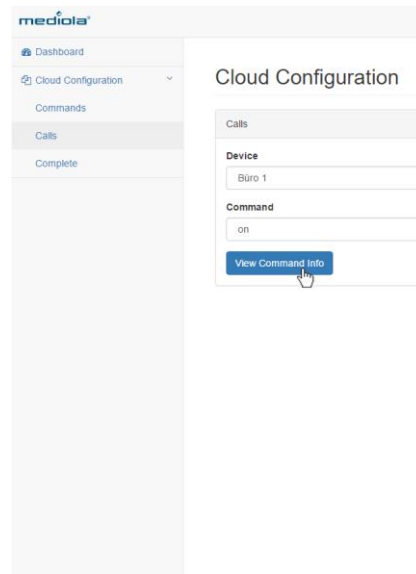 mediola®
Dashboard
Cloud Configuration
Commands
Calls
Complete
Cloud Configuration
Calls
Device
Büro 1
Command
on
View Command Info